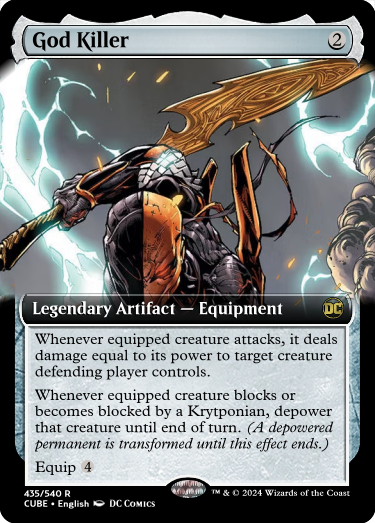 God Killer 2
Legendary Artifact — Equipment DC
Whenever equipped creature attacks, it deals
damage equal to its power to target creature
defending player controls.
Whenever equipped creature blocks or
becomes blocked by a Krytponian, depower
that creature until end of turn. (A depowered
permanent is transformed until this effect ends.)
Equip 4
435/540 R ™ & © 2024 Wizards of the Coast
CUBE • English DC COMICS